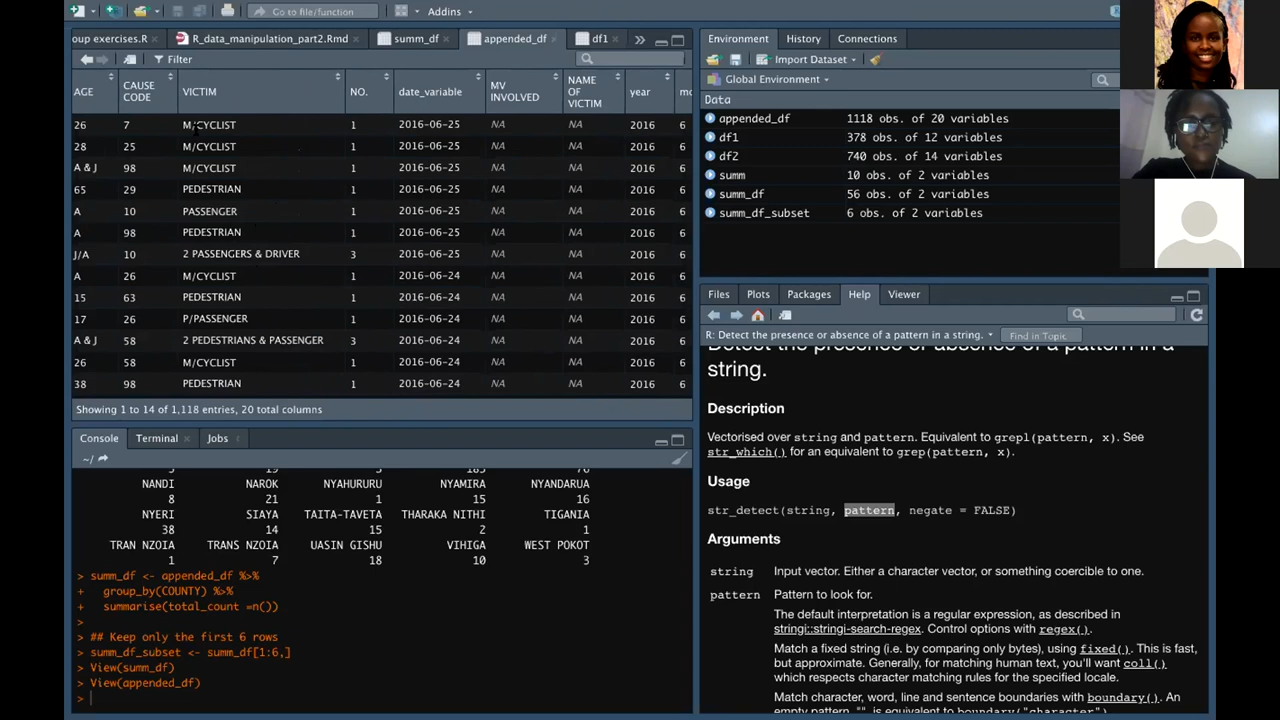 Go to file/function
Addins
oup exercises.R
R_data_manipulation_part2.Rmd
summ_df
appended_df
df1
Filter
AGE CAUSE CODE VICTIM NO. date_variable MV INVOLVED NAME OF VICTIM year mc
26 7 M/CYCLIST 1 2016-06-25 NA NA 2016 6
28 25 M/CYCLIST 1 2016-06-25 NA NA 2016 6
A & J 98 M/CYCLIST 1 2016-06-25 NA NA 2016 6
65 29 PEDESTRIAN 1 2016-06-25 NA NA 2016 6
A 10 PASSENGER 1 2016-06-25 NA NA 2016 6
A 98 PEDESTRIAN 1 2016-06-25 NA NA 2016 6
J/A 10 2 PASSENGERS & DRIVER 3 2016-06-25 NA NA 2016 6
A 26 M/CYCLIST 1 2016-06-24 NA NA 2016 6
15 63 PEDESTRIAN 1 2016-06-24 NA NA 2016 6
17 26 P/PASSENGER 1 2016-06-24 NA NA 2016 6
A & J 58 2 PEDESTRIANS & PASSENGER 3 2016-06-24 NA NA 2016 6
26 58 M/CYCLIST 1 2016-06-24 NA NA 2016 6
38 98 PEDESTRIAN 1 2016-06-24 NA NA 2016 6
Showing 1 to 14 of 1,118 entries, 20 total columns
Console Terminal Jobs
~/
NANDI NAROK NYAHURURU NYAMIRA NYANDARUA
8 21 1 15 16
NYERI SIAYA TAITA-TAVETA THARAKA NITHI TIGANIA
38 14 15 2 1
TRAN NZOIA TRANS NZOIA UASIN GISHU VIHIGA WEST POKOT
1 7 18 10 3
> summ_df <- appended_df %>%
+ group_by(COUNTY) %>%
+ summarise(total_count =n())
>
> ## Keep only the first 6 rows
> summ_df_subset <- summ_df[1:6,]
> View(summ_df)
> View(appended_df)
>
Environment History Connections
Import Dataset
Global Environment
Data
appended_df 1118 obs. of 20 variables
df1 378 obs. of 12 variables
df2 740 obs. of 14 variables
summ 10 obs. of 2 variables
summ_df 56 obs. of 2 variables
summ_df_subset 6 obs. of 2 variables
Files Plots Packages Help Viewer
R: Detect the presence or absence of a pattern in a string.
Find in Topic
Detect the presence or absence of a pattern in a
string.
Description
Vectorised over string and pattern. Equivalent to grepl(pattern, x). See
str_which() for an equivalent to grep(pattern, x).
Usage
str_detect(string, pattern, negate = FALSE)
Arguments
string Input vector. Either a character vector, or something coercible to one.
pattern Pattern to look for.
The default interpretation is a regular expression, as described in
stringi::stringi-search-regex. Control options with regex().
Match a fixed string (i.e. by comparing only bytes), using fixed(). This is fast,
but approximate. Generally, for matching human text, you'll want coll()
which respects character matching rules for the specified locale.
Match character, word, line and sentence boundaries with boundary(). An
empty pattern, "", is equivalent to boundary("character").